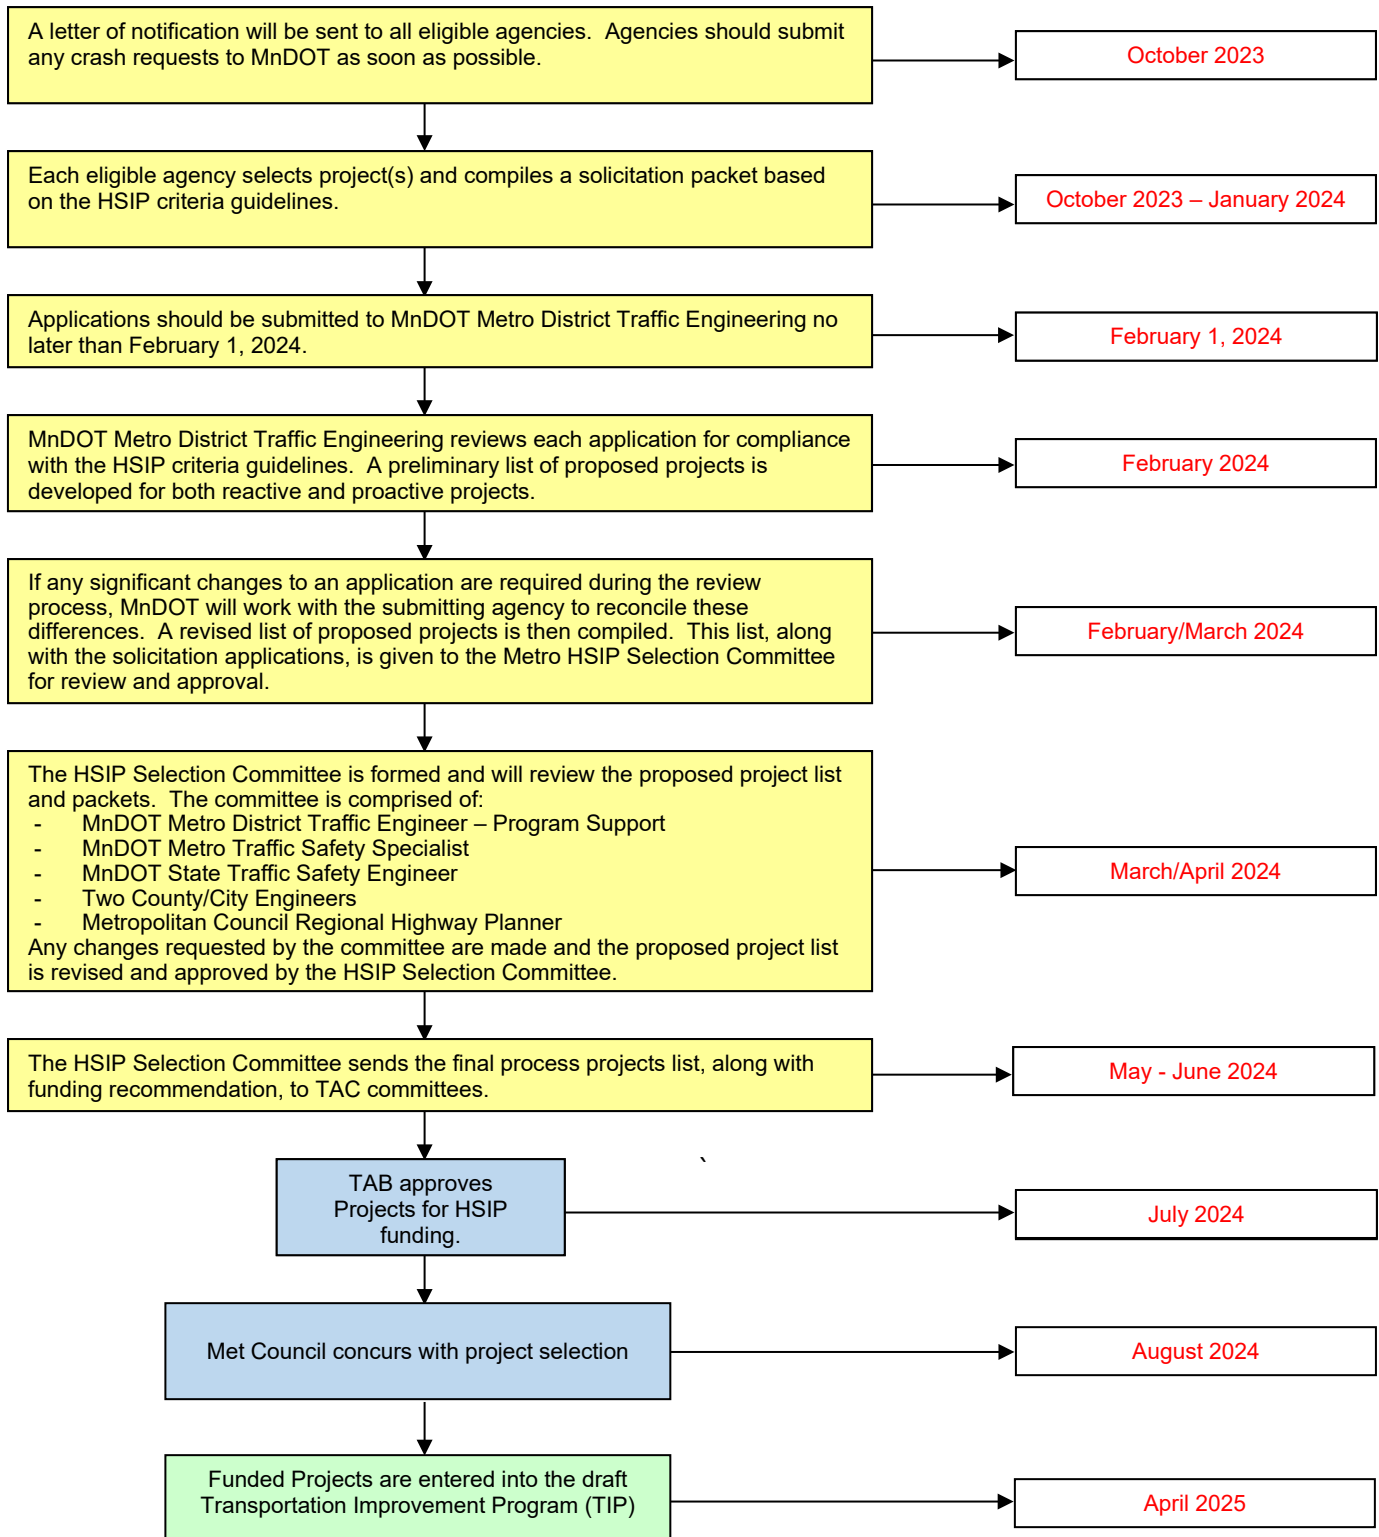 A letter of notification will be sent to all eligible agencies.  Agencies should submit
any crash requests to MnDOT as soon as possible.
October 2023
Each eligible agency selects project(s) and compiles a solicitation packet based
on the HSIP criteria guidelines.
October 2023 – January 2024
Applications should be submitted to MnDOT Metro District Traffic Engineering no
later than February 1, 2024.
February 1, 2024
MnDOT Metro District Traffic Engineering reviews each application for compliance
with the HSIP criteria guidelines.  A preliminary list of proposed projects is
developed for both reactive and proactive projects.
February 2024
If any significant changes to an application are required during the review
process, MnDOT will work with the submitting agency to reconcile these
differences.  A revised list of proposed projects is then compiled.  This list, along
with the solicitation applications, is given to the Metro HSIP Selection Committee
for review and approval.
February/March 2024
The HSIP Selection Committee is formed and will review the proposed project list
and packets.  The committee is comprised of:
- MnDOT Metro District Traffic Engineer – Program Support
- MnDOT Metro Traffic Safety Specialist
- MnDOT State Traffic Safety Engineer
- Two County/City Engineers
- Metropolitan Council Regional Highway Planner
Any changes requested by the committee are made and the proposed project list
is revised and approved by the HSIP Selection Committee.
March/April 2024
The HSIP Selection Committee sends the final process projects list, along with
funding recommendation, to TAC committees.
May - June 2024
`
TAB approves
Projects for HSIP
funding.
July 2024
Met Council concurs with project selection
August 2024
Funded Projects are entered into the draft
Transportation Improvement Program (TIP)
April 2025